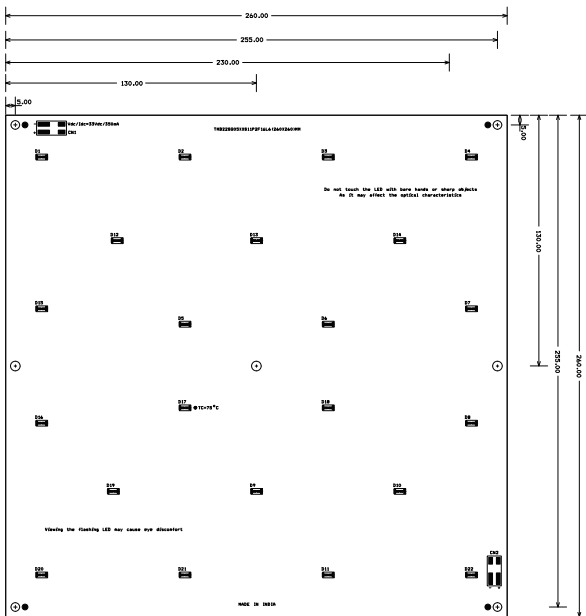 260.00
255.00
230.00
130.00
5.00
5.00
130.00
255.00
260.00
- Vdc/Idc=33Vdc/350mA
+ CN1
D1
D2
D3
D4
Do not touch the LED with bare hands or sharp objects
As it may affect the optical characteristics
D12
D13
D14
D15
D5
D6
D7
D17
TC=75°C
D18
D16
D8
D19
D9
D10
Viewing the flashing LED may cause eye discomfort
CN2
D20
D21
D11
D22
MADE IN INDIA